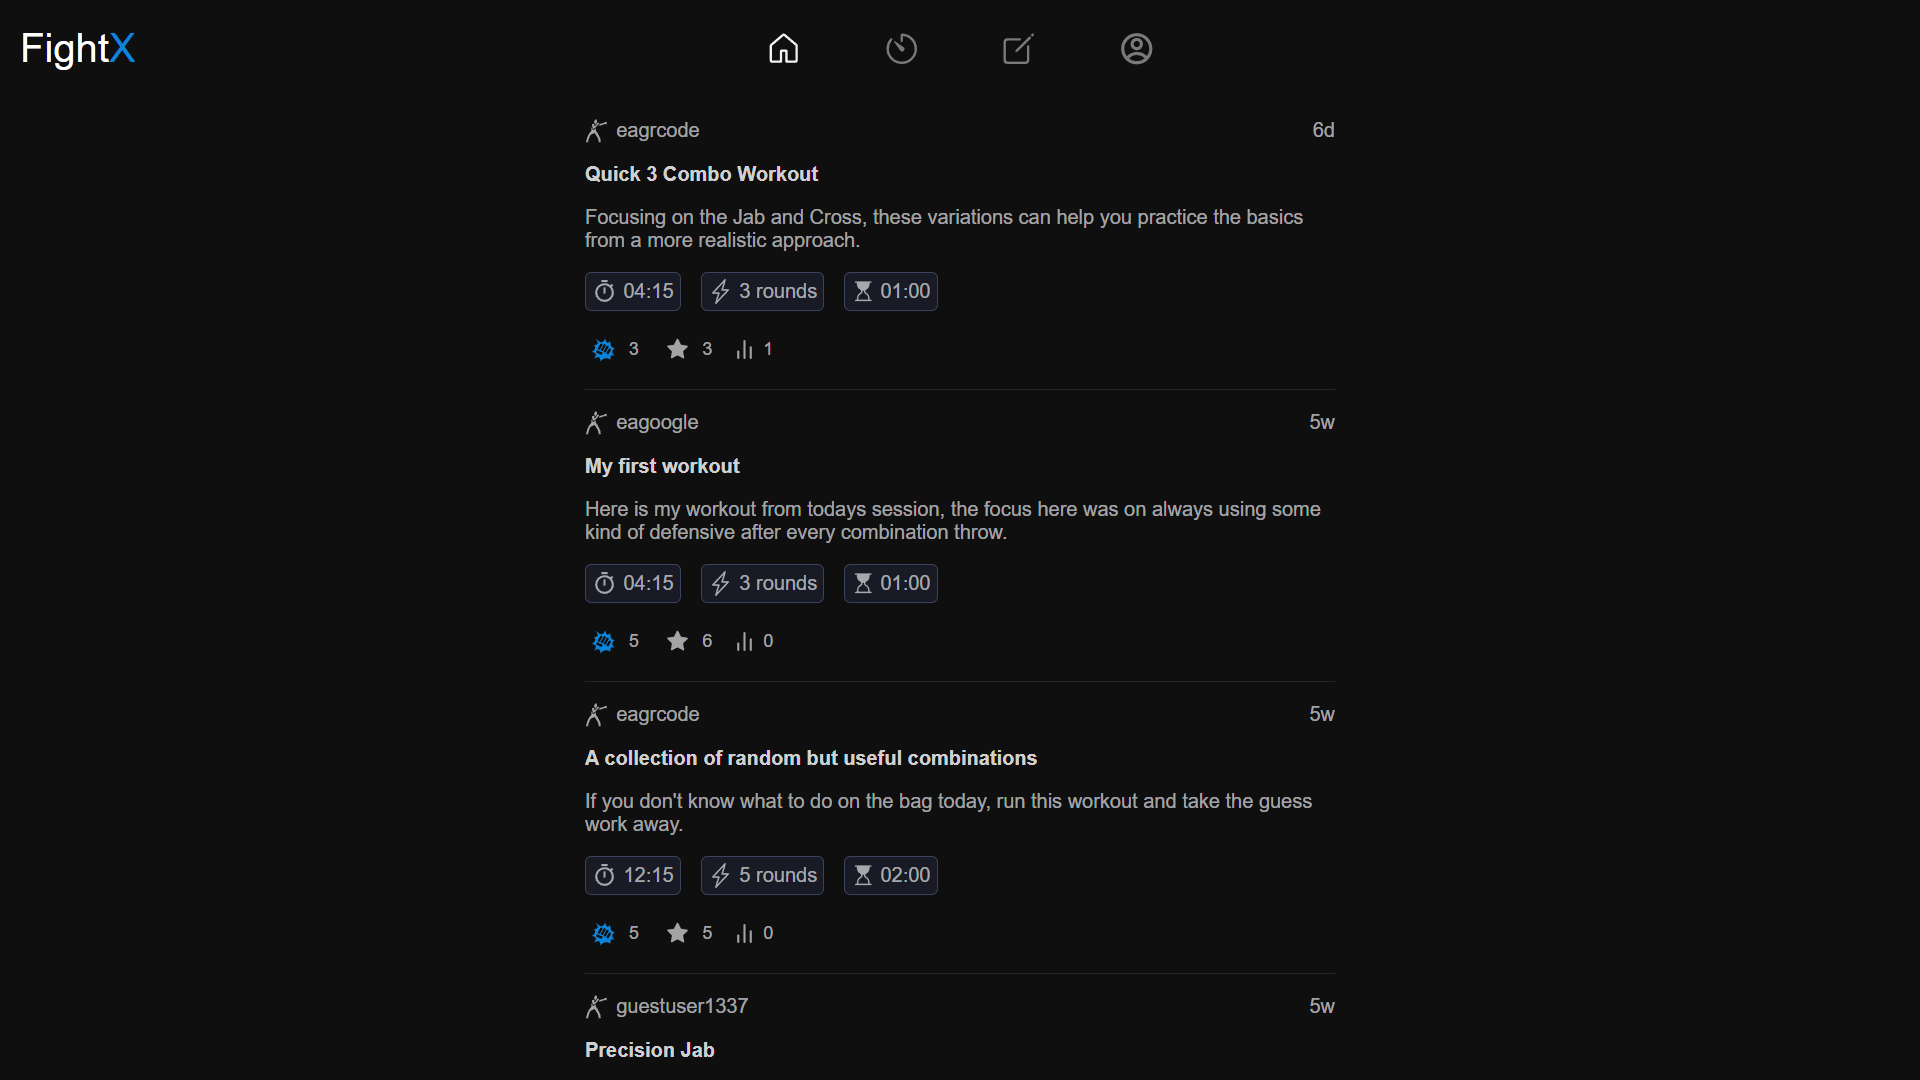 FightX
eagrcode 6d
Quick 3 Combo Workout
Focusing on the Jab and Cross, these variations can help you practice the basics
from a more realistic approach.
04:15 3 rounds 01:00
3 3 1
eagoogle 5w
My first workout
Here is my workout from todays session, the focus here was on always using some
kind of defensive after every combination throw.
04:15 3 rounds 01:00
5 6 0
eagrcode 5w
A collection of random but useful combinations
If you don't know what to do on the bag today, run this workout and take the guess
work away.
12:15 5 rounds 02:00
5 5 0
guestuser1337 5w
Precision Jab